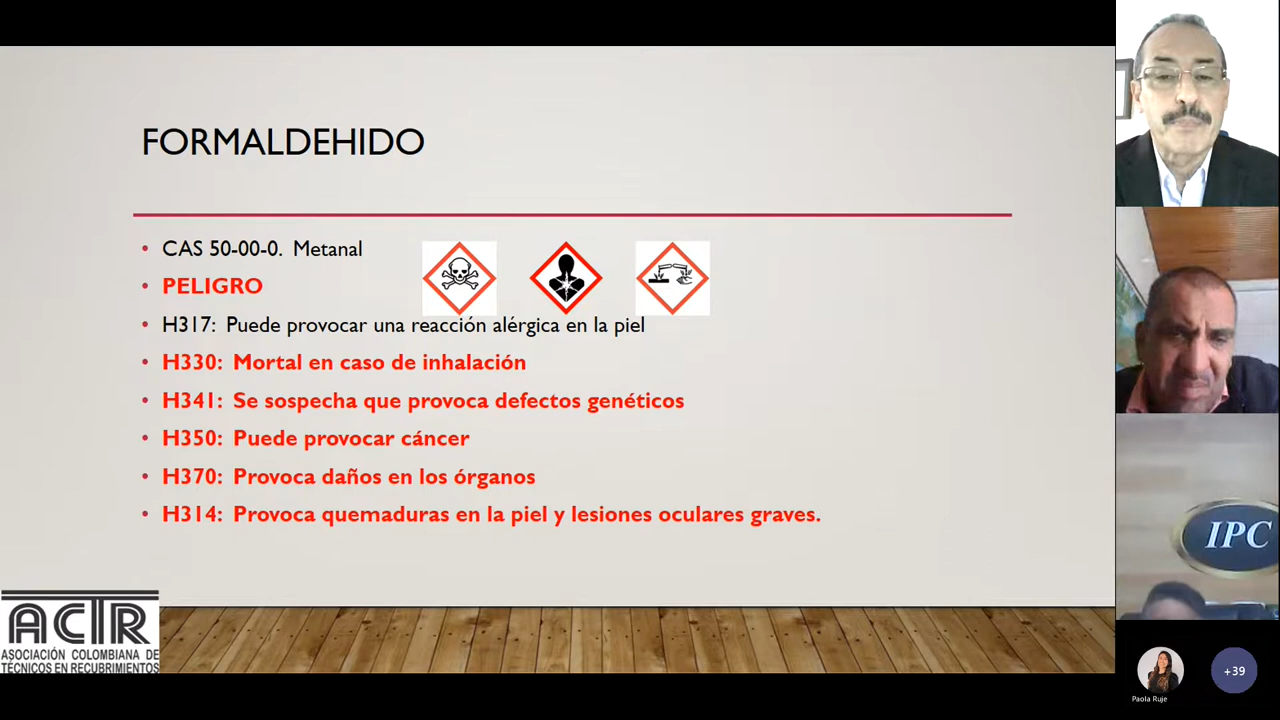 FORMALDEHIDO
CAS 50-00-0. Metanal
PELIGRO
H317: Puede provocar una reacción alérgica en la piel
H330: Mortal en caso de inhalación
H341: Se sospecha que provoca defectos genéticos
H350: Puede provocar cáncer
H370: Provoca daños en los órganos
H314: Provoca quemaduras en la piel y lesiones oculares graves.
ACTR
ASOCIACIÓN COLOMBIANA DE
TÉCNICOS EN RECUBRIMIENTOS
IPC
Paola Ruje
+39